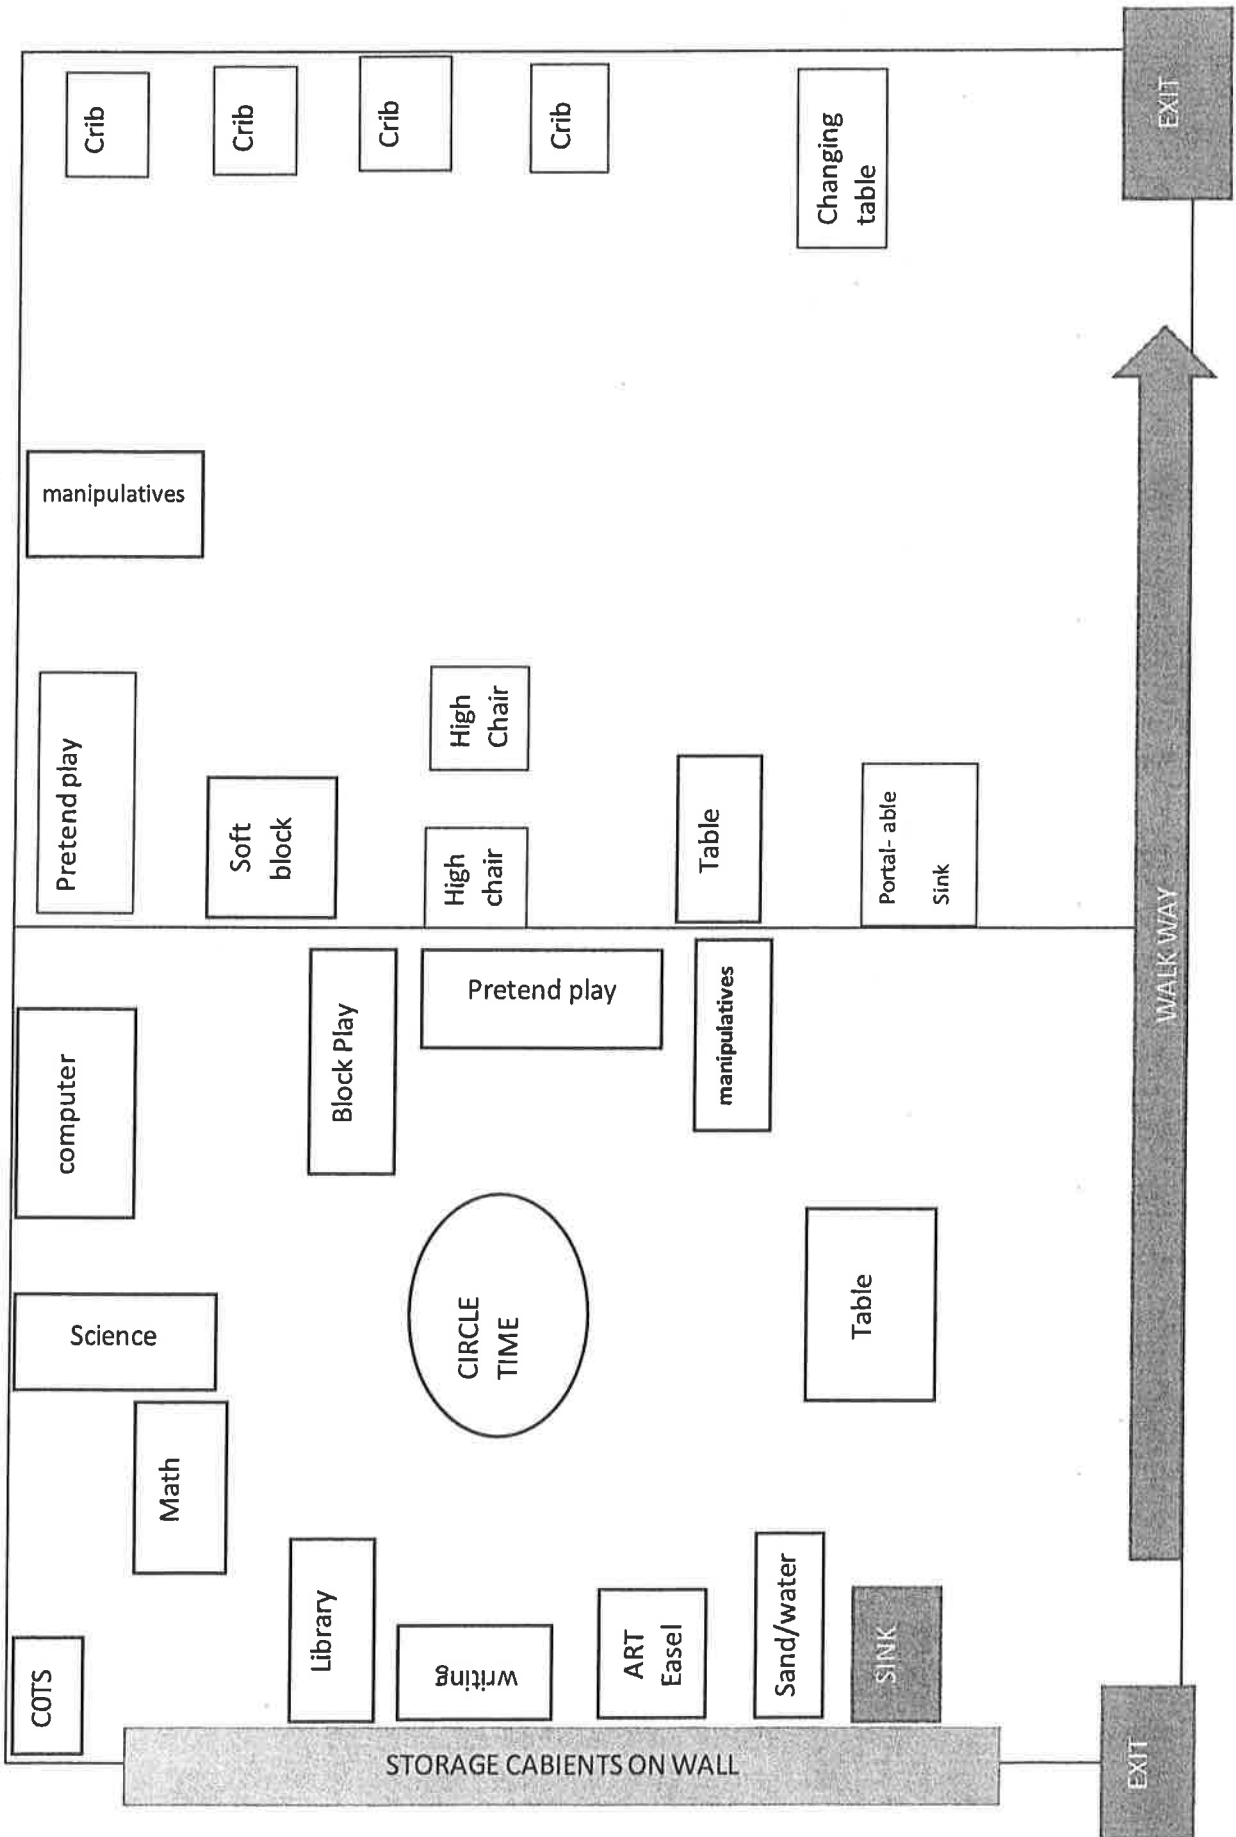 Crib
Crib
Crib
Crib
Changing
table
EXIT
manipulatives
Pretend play
Soft
block
High
Chair
High
chair
Table
Portal- able
Sink
computer
Block Play
Pretend play
manipulatives
WALK WAY
Science
CIRCLE
TIME
Table
Math
COTS
Library
writing
ART
Easel
Sand/water
SINK
STORAGE CABIENTS ON WALL
EXIT